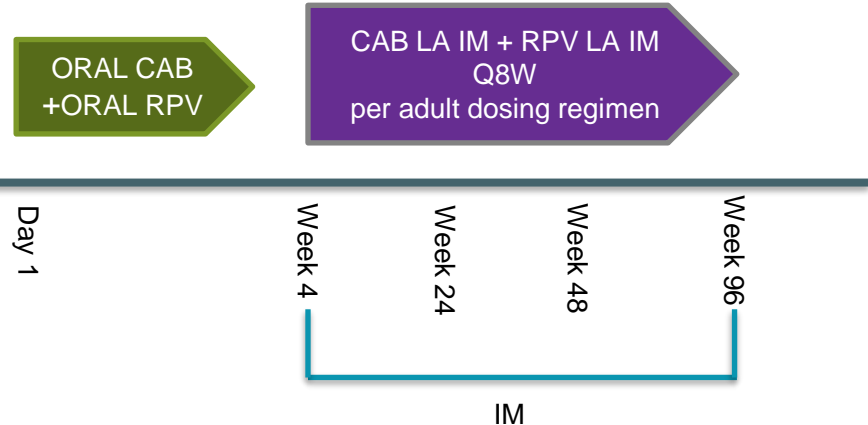 ORAL CAB
+ORAL RPV
CAB LA IM + RPV LA IM
Q8W
per adult dosing regimen
Day 1
Week 4
Week 24
Week 48
Week 96
IM